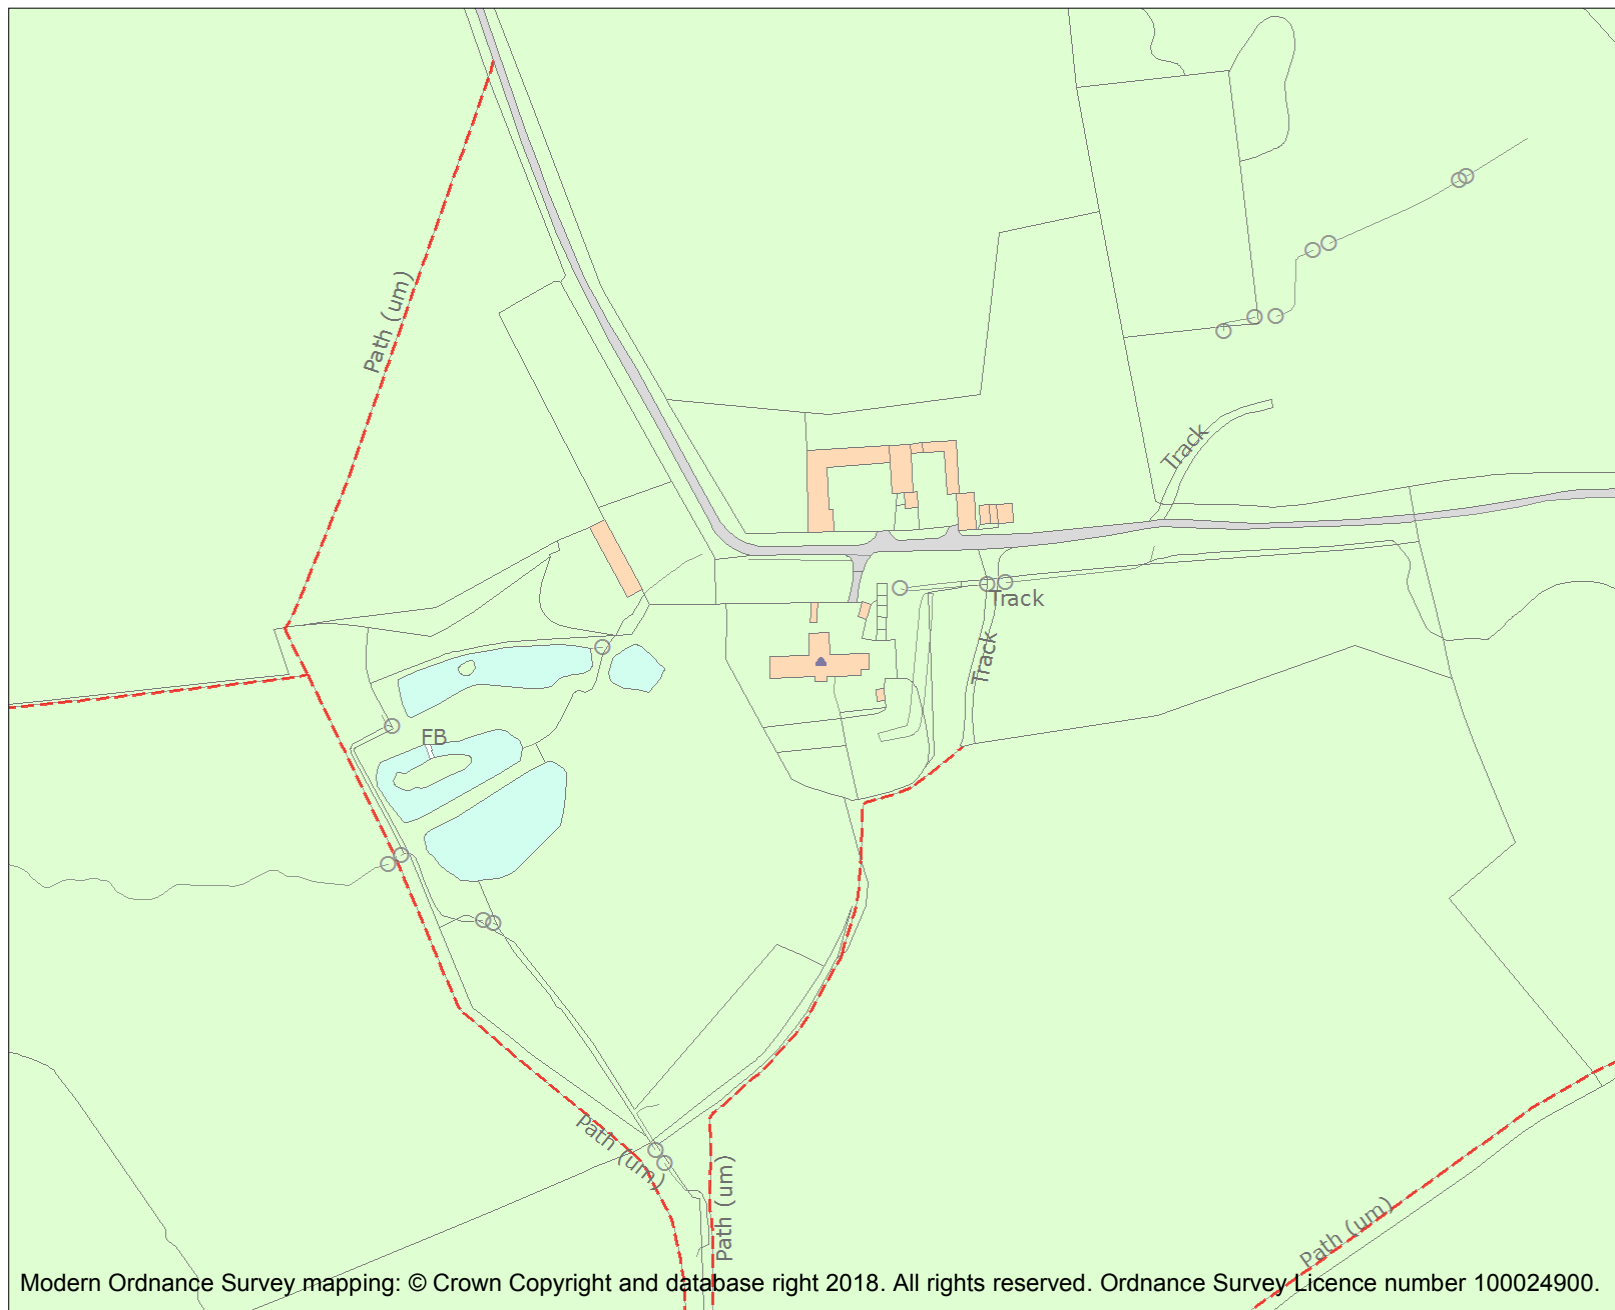 Path (um)
Track
Track
Track
FB
Path (um)
Path (um)
Path (um)
Modern Ordnance Survey mapping: © Crown Copyright and database right 2018. All rights reserved. Ordnance Survey Licence number 100024900.